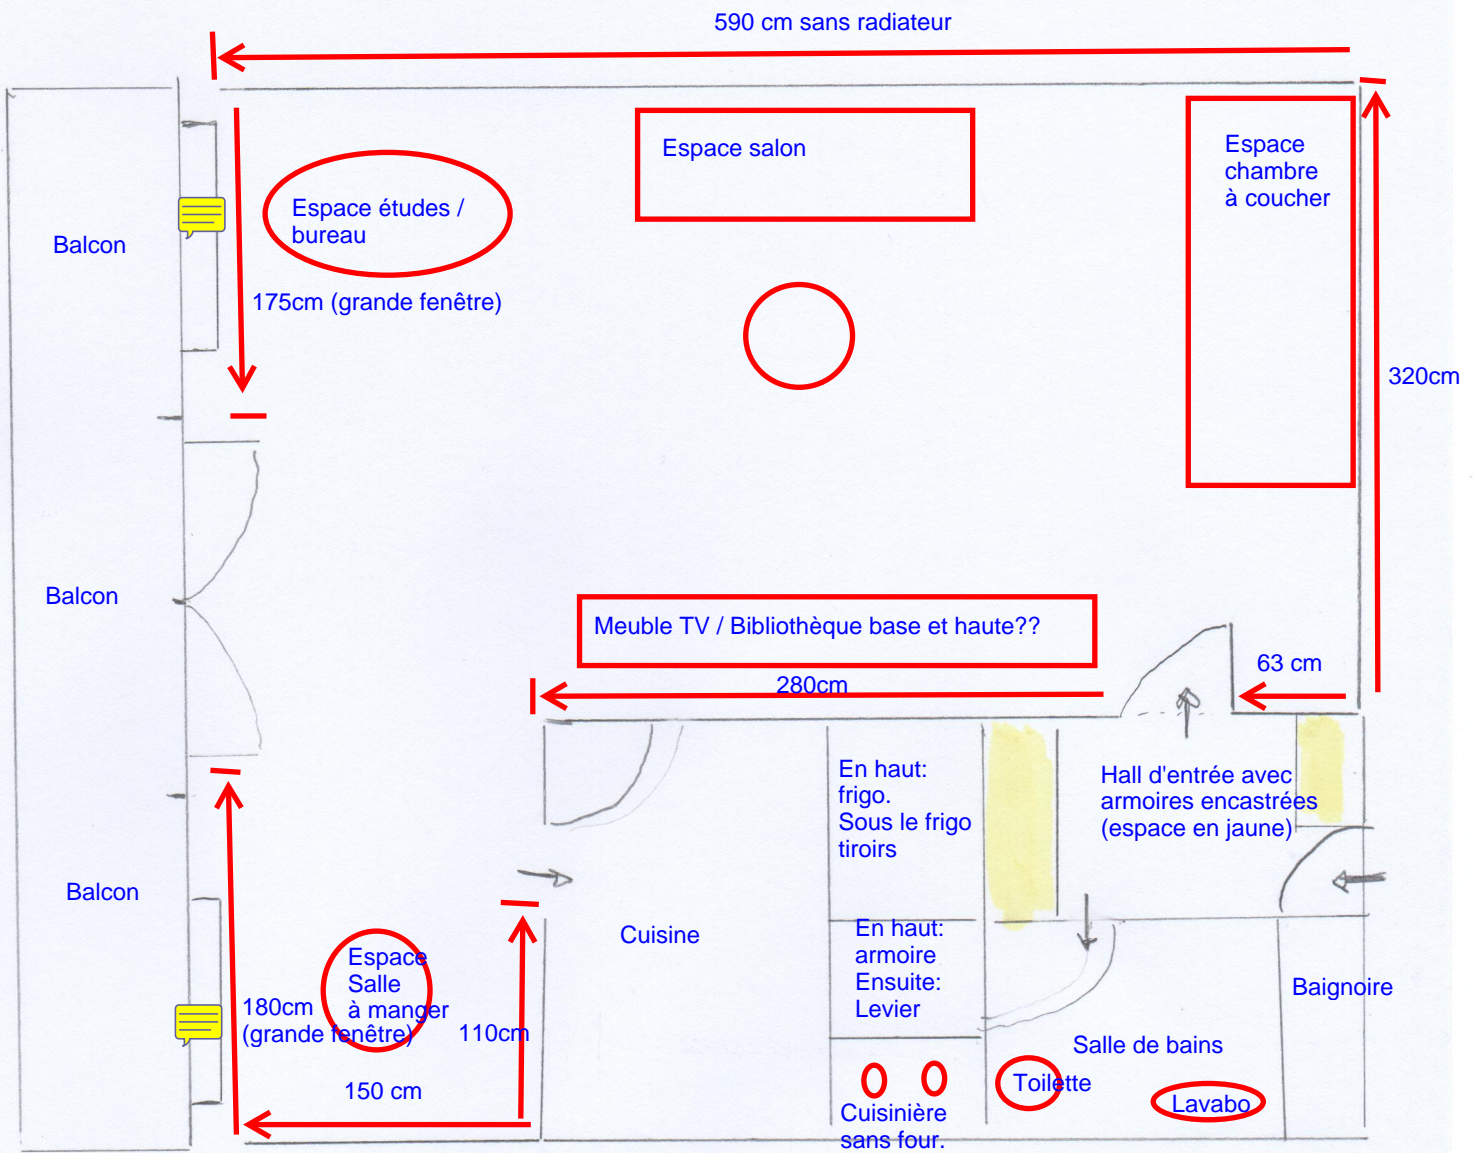 590 cm sans radiateur
Espace salon
Espace
chambre
à coucher
Espace études /
bureau
Balcon
175cm (grande fenêtre)
320cm
Balcon
Meuble TV / Bibliothèque base et haute??
63 cm
280cm
En haut:
frigo.
Sous le frigo
tiroirs
Hall d'entrée avec
armoires encastrées
(espace en jaune)
Balcon
Cuisine
En haut:
armoire
Ensuite:
Levier
Espace
Salle
à manger
Baignoire
180cm
(grande fenêtre)
110cm
Salle de bains
150 cm
Toilette
Lavabo
Cuisinière
sans four.